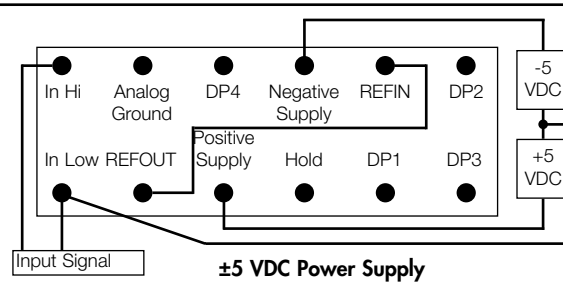 In Hi
Analog
Ground
DP4
Negative
Supply
REFIN
DP2
-5
VDC
In Low
REFOUT
Positive
Supply
Hold
DP1
DP3
+5
VDC
Input Signal
±5 VDC Power Supply